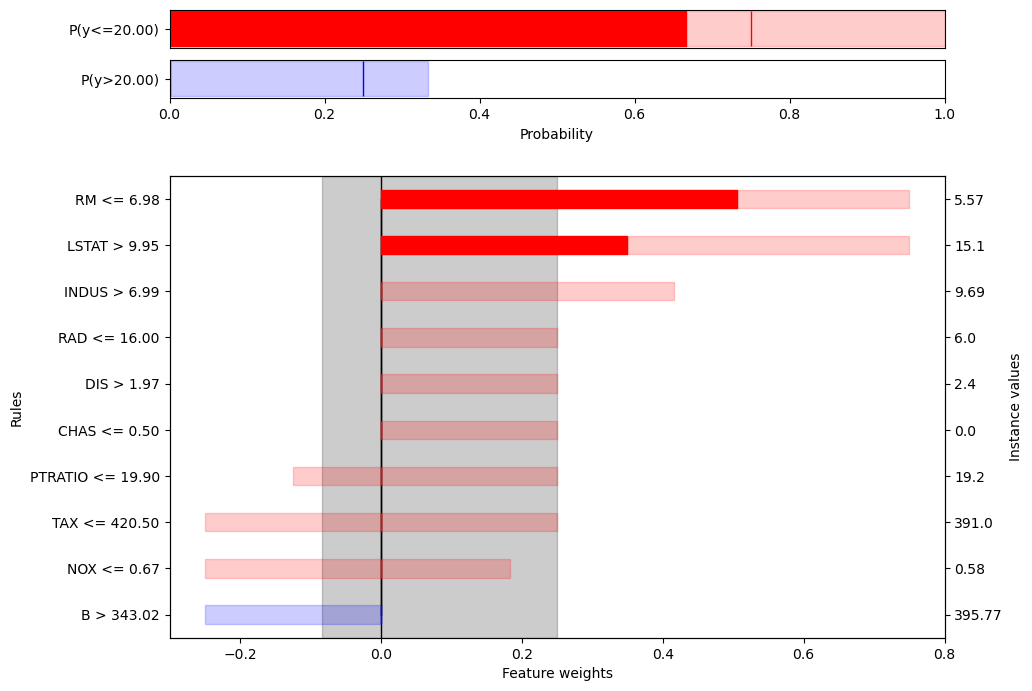 P(y<=20.00)
P(y>20.00)
0.0 0.2 0.4 0.6 0.8 1.0
Probability
RM <= 6.98 5.57
LSTAT > 9.95 15.1
INDUS > 6.99 9.69
RAD <= 16.00 6.0
DIS > 1.97 2.4
CHAS <= 0.50 0.0
PTRATIO <= 19.90 19.2
TAX <= 420.50 391.0
NOX <= 0.67 0.58
B > 343.02 395.77
Rules
Instance values
−0.2 0.0 0.2 0.4 0.6 0.8
Feature weights